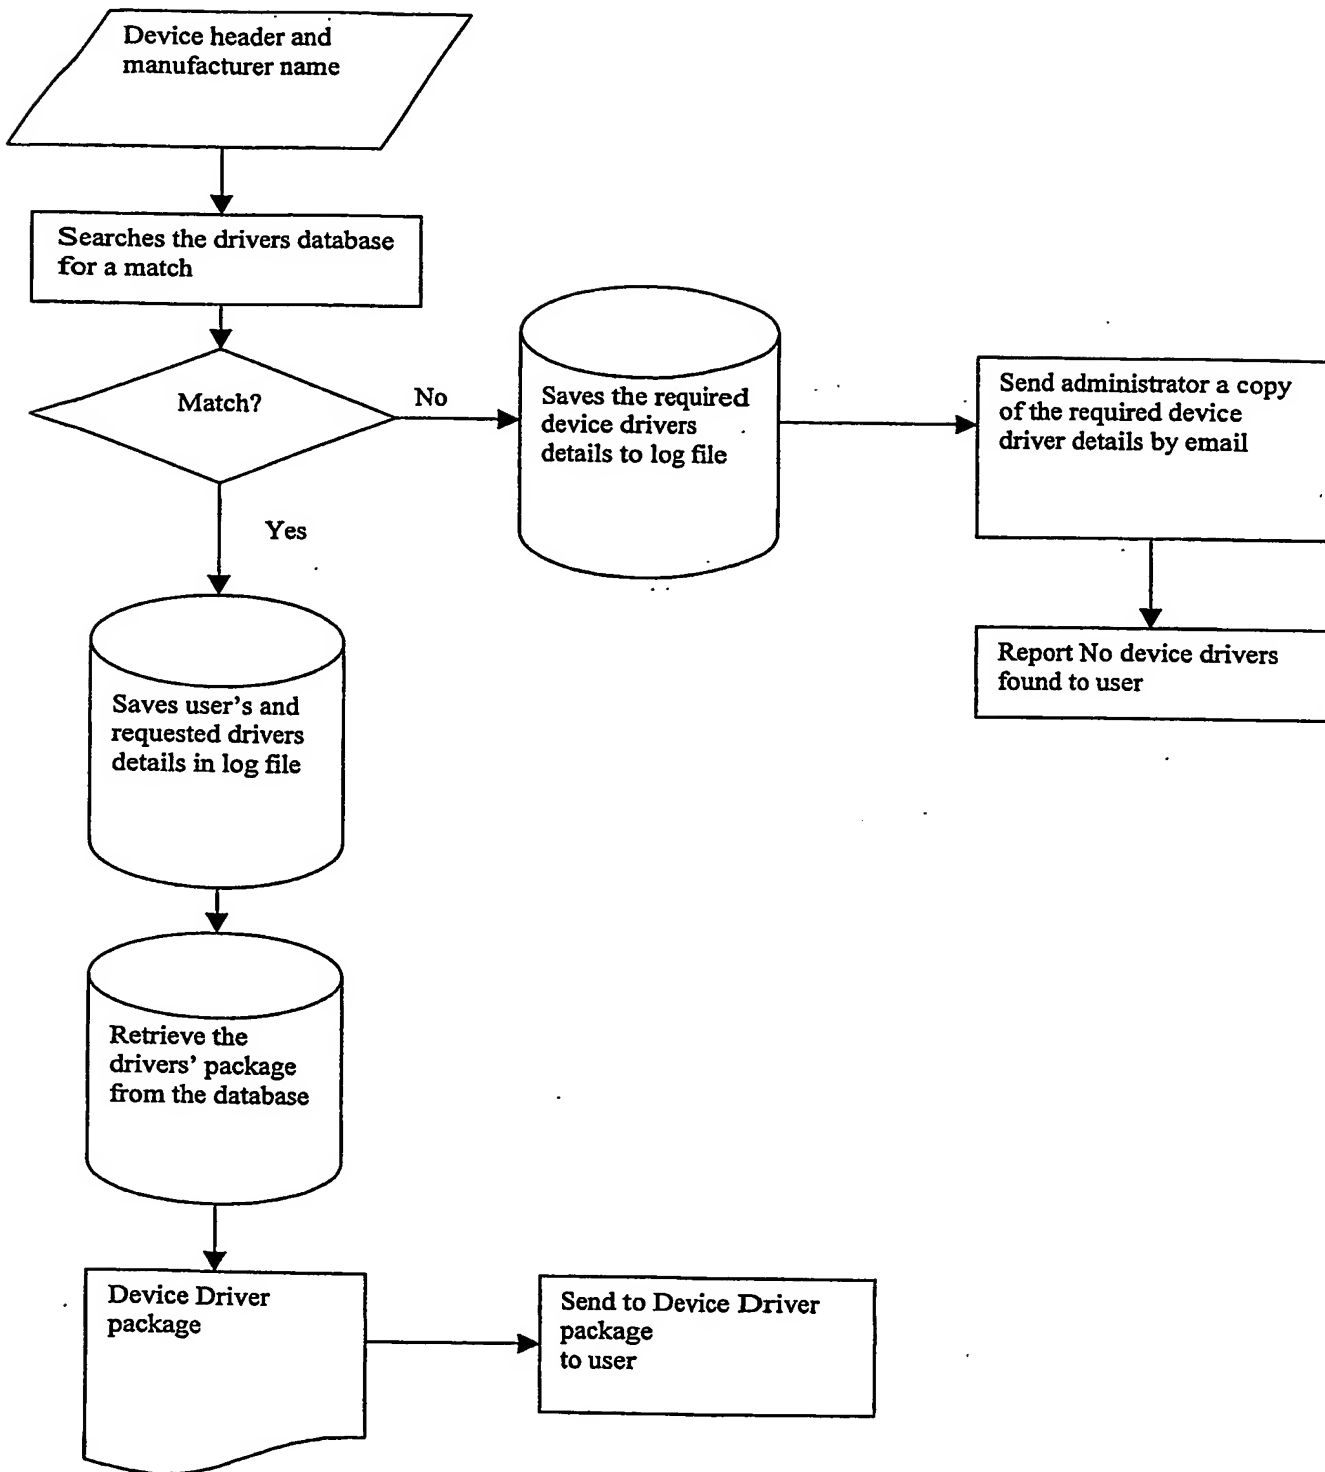 Device header and
manufacturer name
Searches the drivers database
for a match
Match?
No
Saves the required
device drivers
details to log file
Send administrator a copy
of the required device
driver details by email
Yes
Report No device drivers
found to user
Saves user's and
requested drivers
details in log file
Retrieve the
drivers' package
from the database
Device Driver
package
Send to Device Driver
package
to user